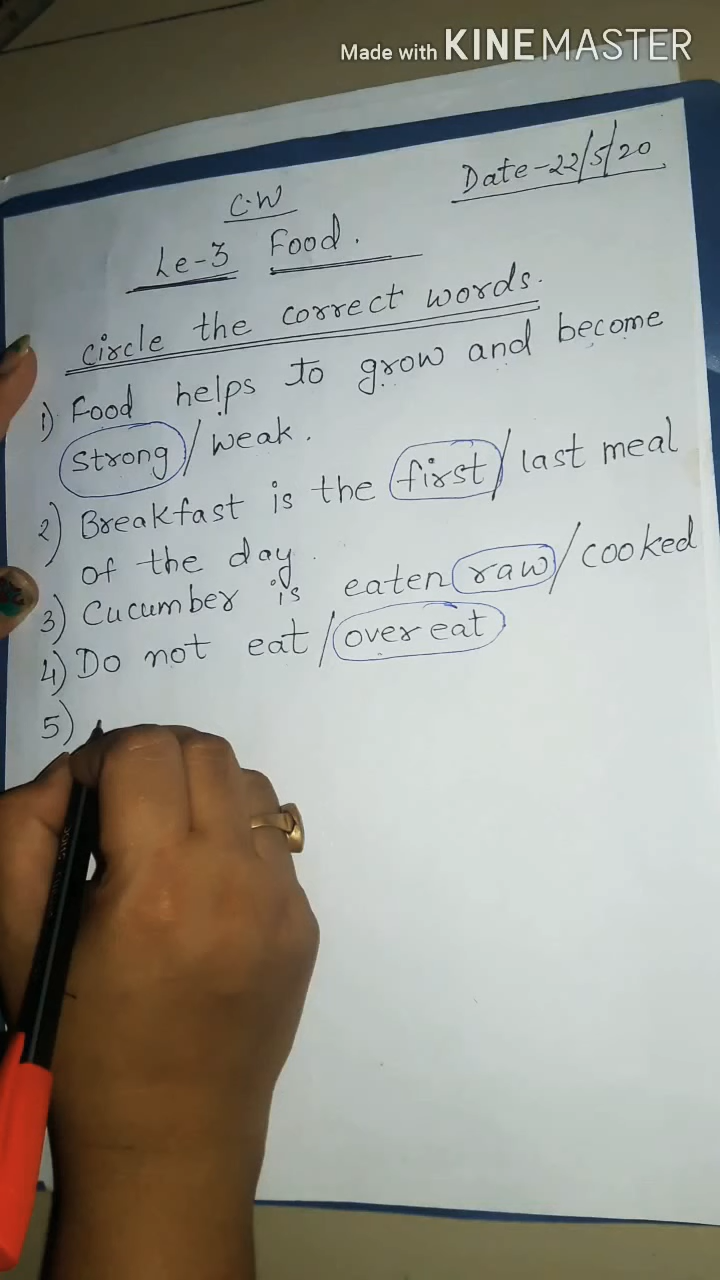 Made with KINEMASTER
C.W
Date-22/5/20
Le-3 Food.
circle the correct words.
1) Food helps to grow and become
Strong / weak.
2) Breakfast is the first / last meal
of the day.
3) Cucumber is eaten raw / cooked
4) Do not eat / over eat
5)